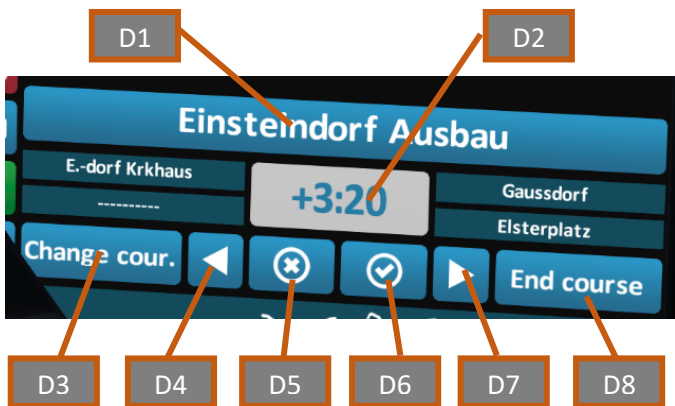 D1
D2
Einsteindorf Ausbau
E.-dorf Krkhaus
----------
+3:20
Gaussdorf
Elsterplatz
Change cour.
End course
D3
D4
D5
D6
D7
D8